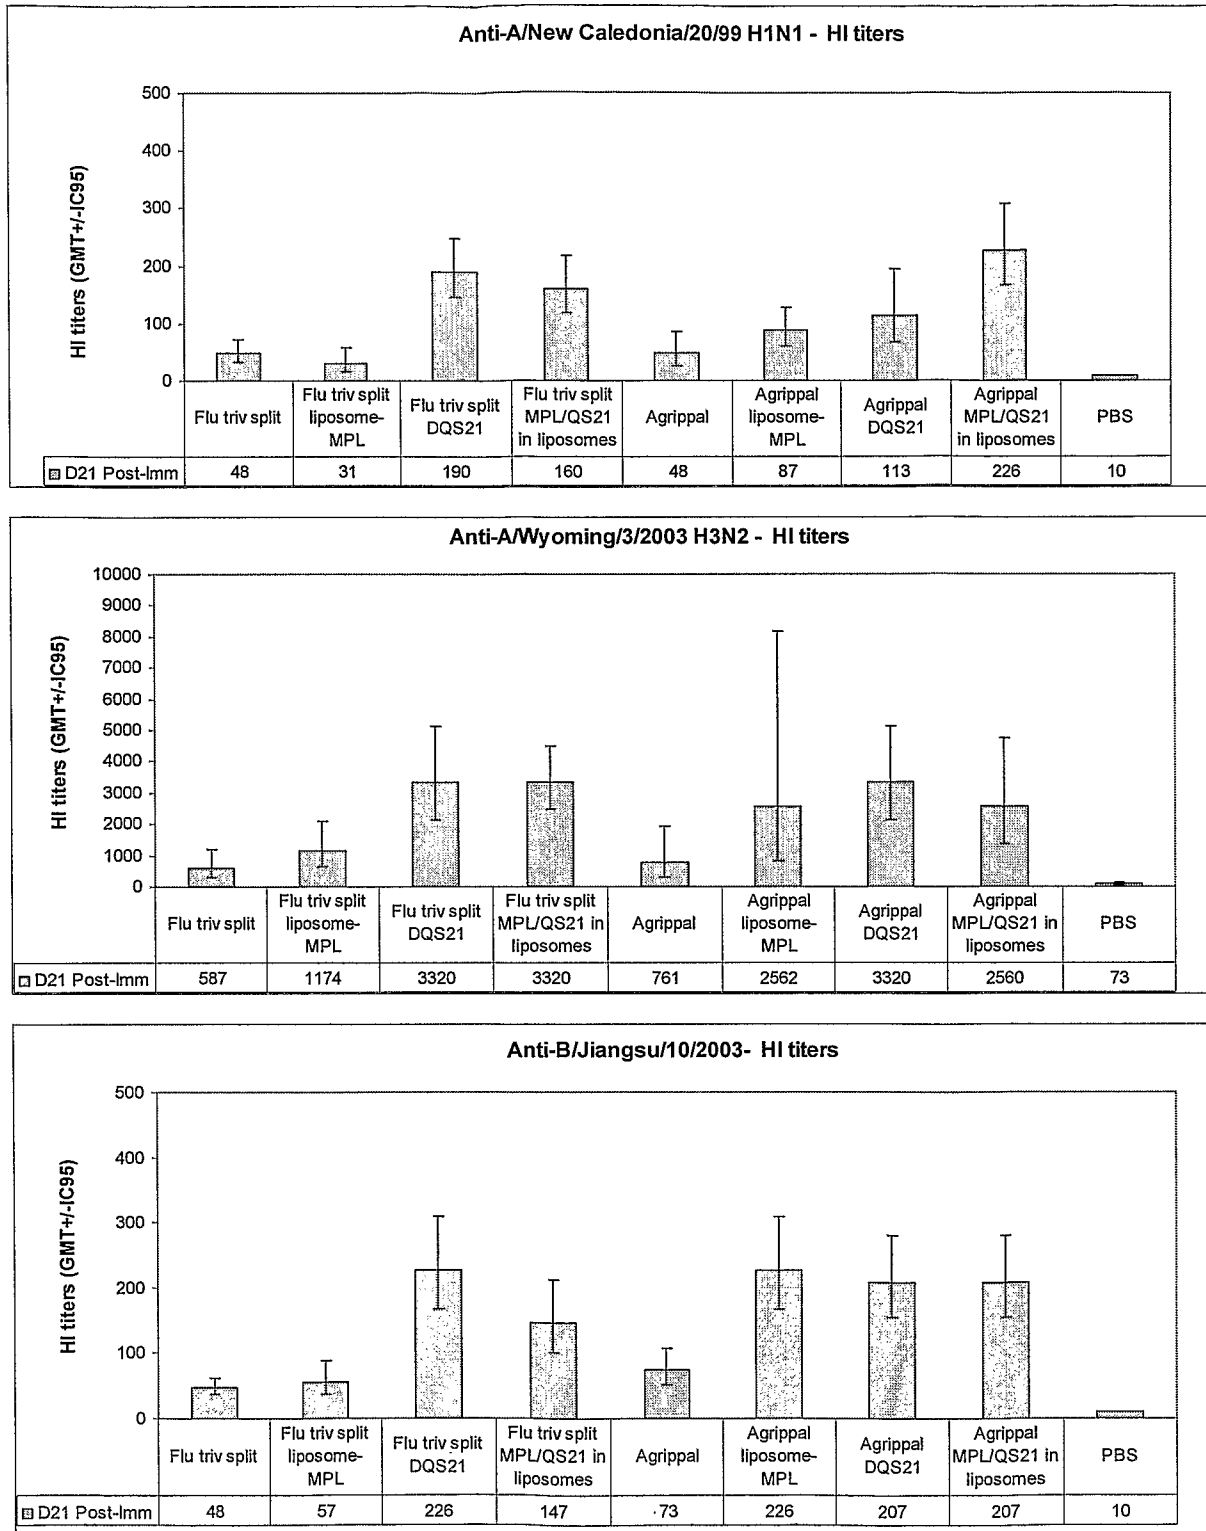 Anti-A/New Caledonia/20/99 H1N1 - HI titers
HI titers (GMT+/-IC95)
500
400
300
200
100
0
Flu triv split
Flu triv split
liposome-
MPL
Flu triv split
DQS21
Flu triv split
MPL/QS21
in liposomes
Agrippal
Agrippal
liposome-
MPL
Agrippal
DQS21
Agrippal
MPL/QS21
in liposomes
PBS
D21 Post-Imm 48 31 190 160 48 87 113 226 10
Anti-A/Wyoming/3/2003 H3N2 - HI titers
HI titers (GMT+/-IC95)
10000
9000
8000
7000
6000
5000
4000
3000
2000
1000
0
Flu triv split
Flu triv split
liposome-
MPL
Flu triv split
DQS21
Flu triv split
MPL/QS21 in
liposomes
Agrippal
Agrippal
liposome-
MPL
Agrippal
DQS21
Agrippal
MPL/QS21 in
liposomes
PBS
D21 Post-Imm 587 1174 3320 3320 761 2562 3320 2560 73
Anti-B/Jiangsu/10/2003- HI titers
HI titers (GMT+/-IC95)
500
400
300
200
100
0
Flu triv split
Flu triv split
liposome-
MPL
Flu triv split
DQS21
Flu triv split
MPL/QS21 in
liposomes
Agrippal
Agrippal
liposome-
MPL
Agrippal
DQS21
Agrippal
MPL/QS21 in
liposomes
PBS
D21 Post-Imm 48 57 226 147 73 226 207 207 10